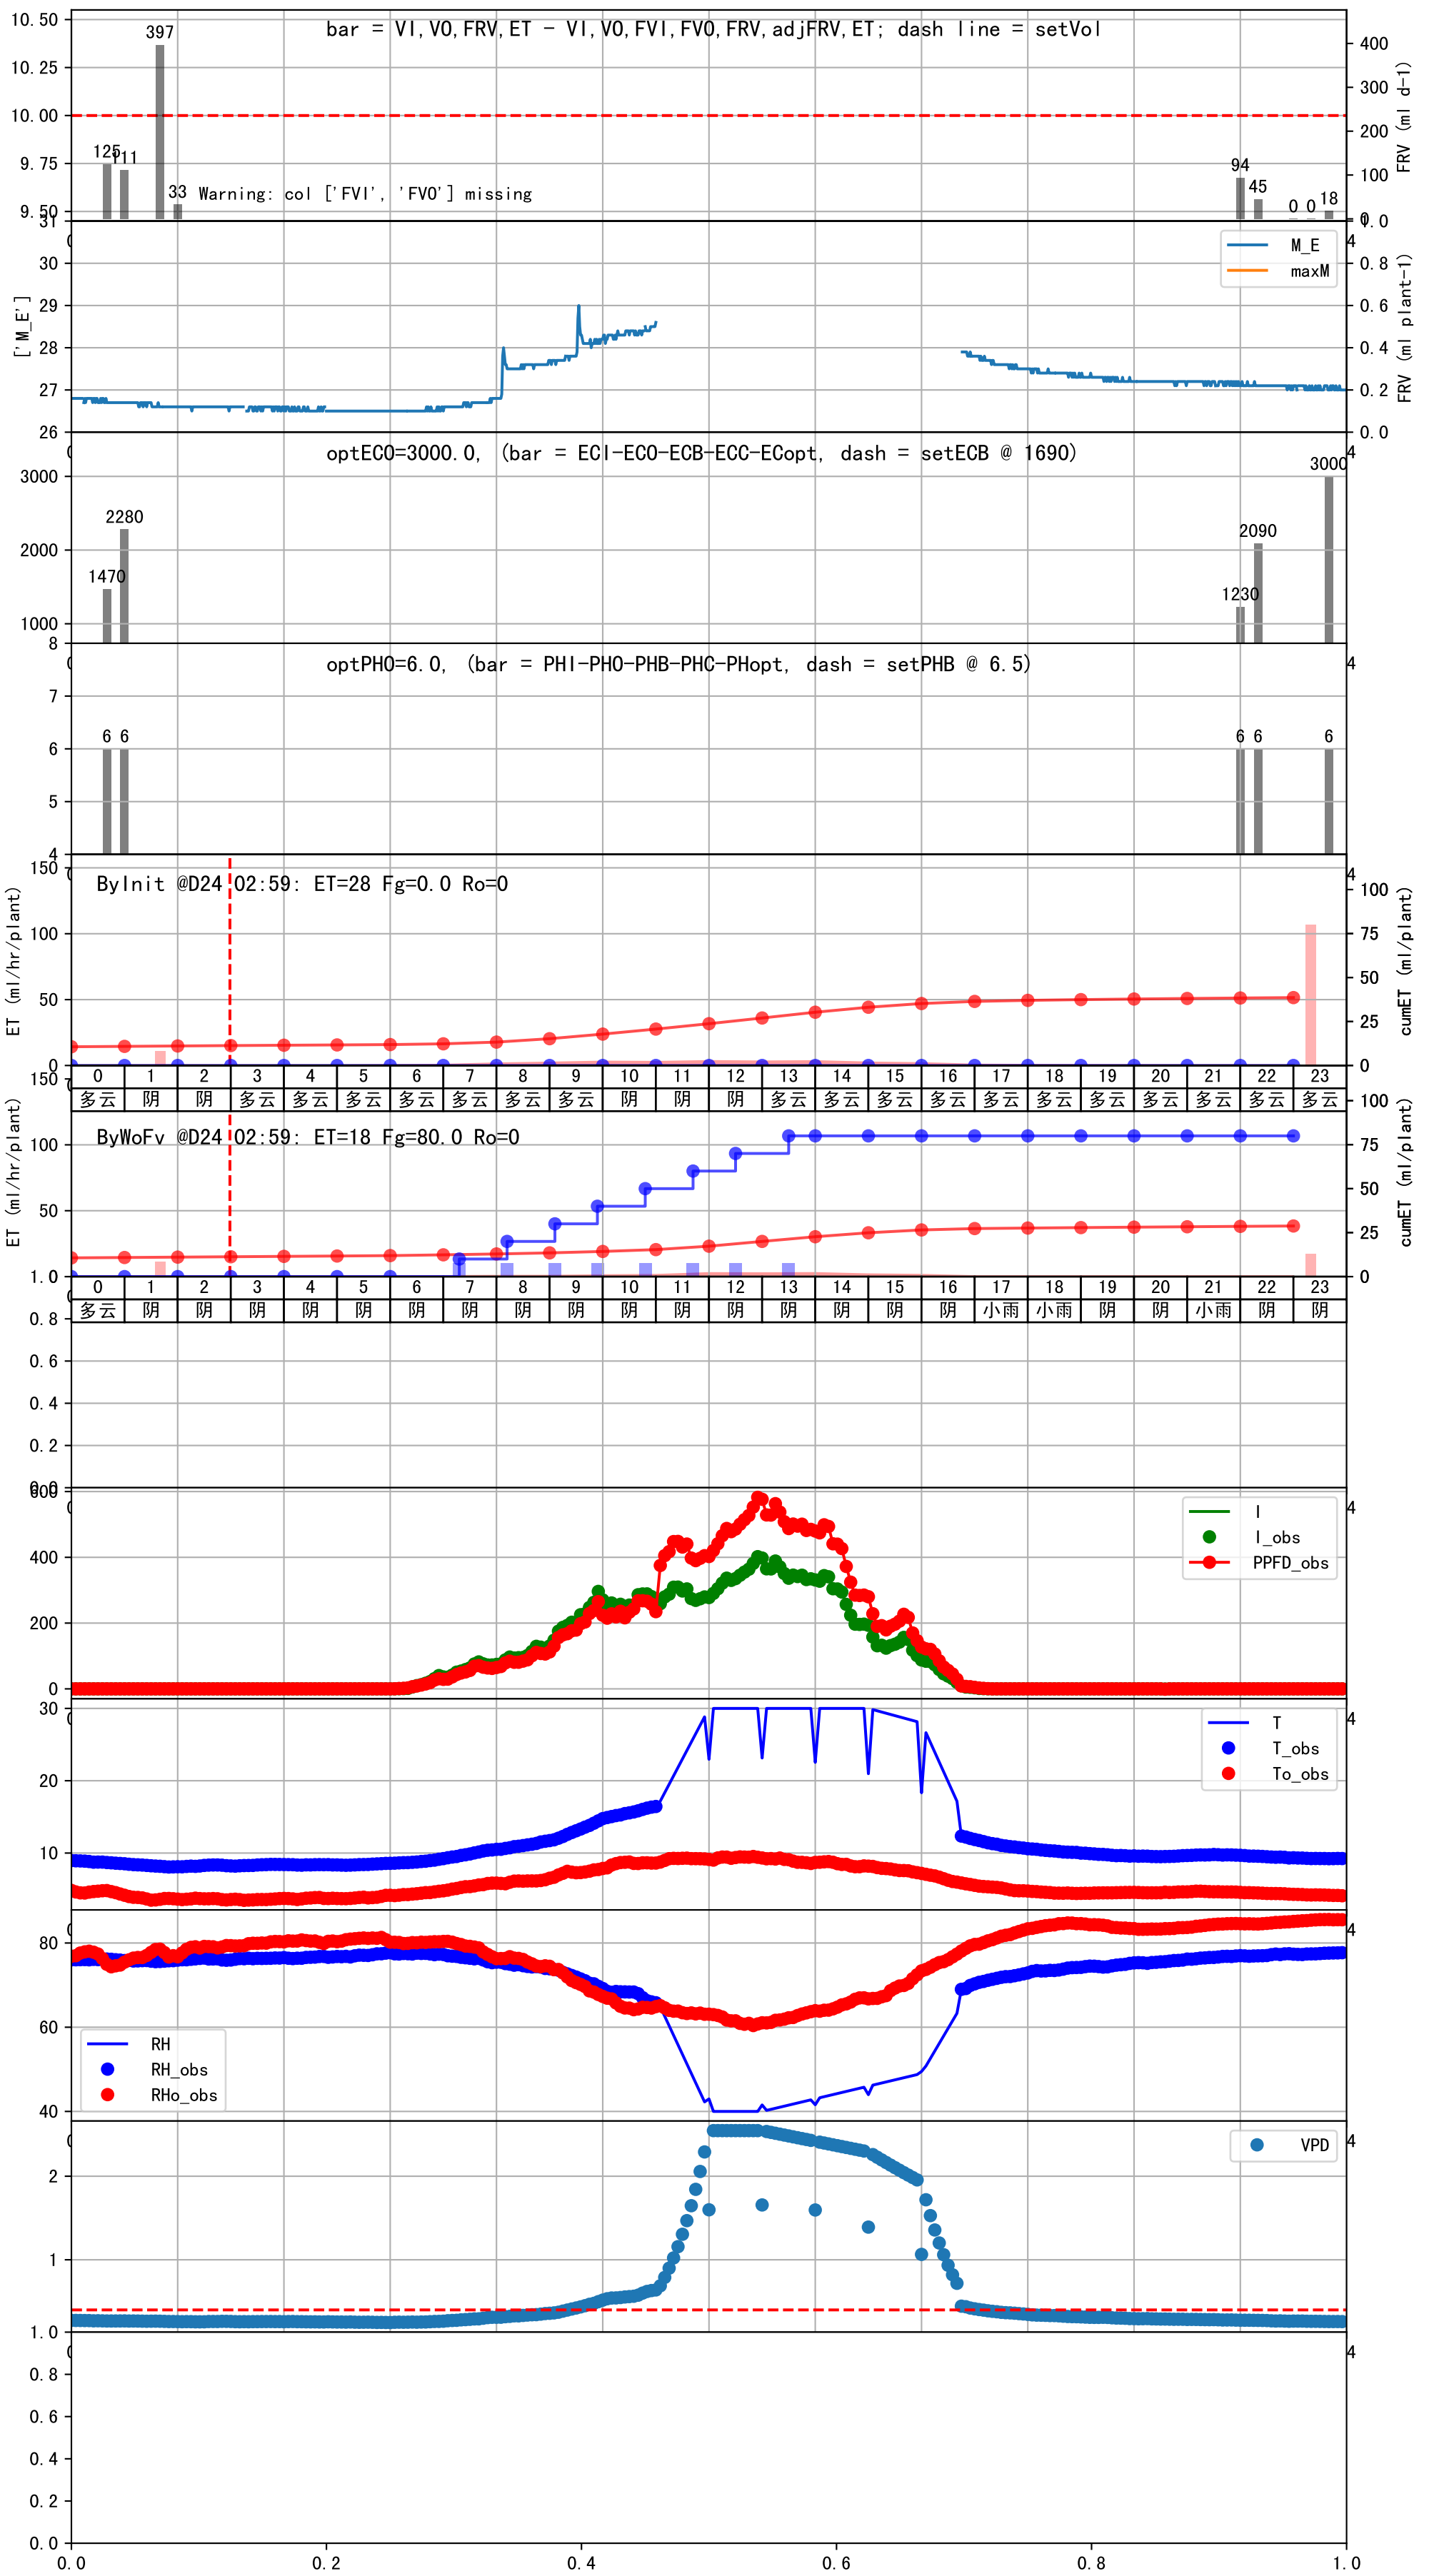 bar = VI,VO,FRV,ET - VI,VO,FVI,FVO,FRV,adjFRV,ET; dash line = setVol
10.50
10.25
10.00
9.75
9.50
400
300
200
100
0
FRV (ml d-1)
125
111
397
33
Warning: col ['FVI', 'FVO'] missing
94
45
0
0
18
31
30
29
28
27
26
['M_E']
M_E
maxM
1.0
0.8
0.6
0.4
0.2
0.0
FRV (ml plant-1)
optECO=3000.0, (bar = ECI-ECO-ECB-ECC-ECopt, dash = setECB @ 1690)
3000
2000
1000
1470
2280
1230
2090
3000
optPHO=6.0, (bar = PHI-PHO-PHB-PHC-PHopt, dash = setPHB @ 6.5)
8
7
6
5
4
6 6
6 6
6
ByInit @D24 02:59: ET=28 Fg=0.0 Ro=0
150
100
50
0
ET (ml/hr/plant)
100
75
50
25
0
cumET (ml/plant)
0 1 2 3 4 5 6 7 8 9 10 11 12 13 14 15 16 17 18 19 20 21 22 23
多云 阴 阴 多云 多云 多云 多云 多云 多云 多云 阴 阴 阴 多云 多云 多云 多云 多云 多云 多云 多云 多云 多云 多云
ByWoFv @D24 02:59: ET=18 Fg=80.0 Ro=0
150
100
50
ET (ml/hr/plant)
100
75
50
25
0
cumET (ml/plant)
0 1 2 3 4 5 6 7 8 9 10 11 12 13 14 15 16 17 18 19 20 21 22 23
多云 阴 阴 阴 阴 阴 阴 阴 阴 阴 阴 阴 阴 阴 阴 阴 阴 小雨 小雨 阴 阴 小雨 阴 阴
1.0
0.8
0.6
0.4
0.2
600
400
200
0
I
I_obs
PPFD_obs
30
20
10
T
T_obs
To_obs
80
60
40
RH
RH_obs
RHo_obs
2
1
VPD
1.0
0.8
0.6
0.4
0.2
0.0
0.0 0.2 0.4 0.6 0.8 1.0